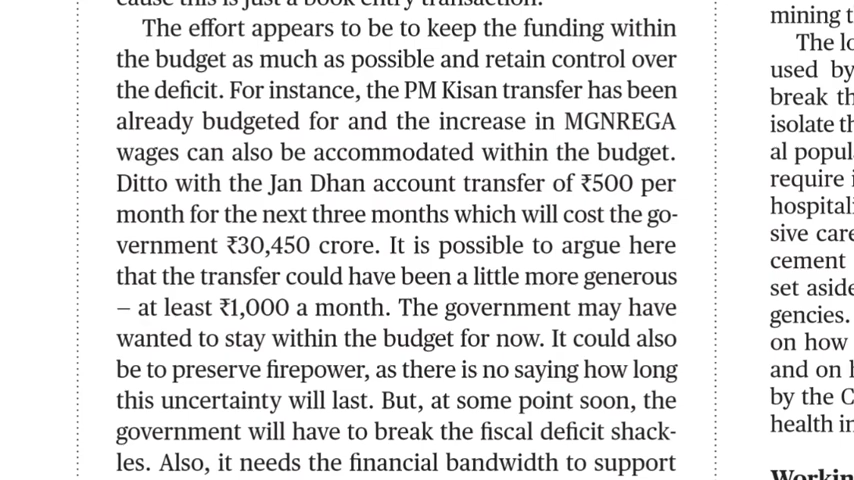 cause this is just a book entry transaction.
The effort appears to be to keep the funding within
the budget as much as possible and retain control over
the deficit. For instance, the PM Kisan transfer has been
already budgeted for and the increase in MGNREGA
wages can also be accommodated within the budget.
Ditto with the Jan Dhan account transfer of ₹500 per
month for the next three months which will cost the go-
vernment ₹30,450 crore. It is possible to argue here
that the transfer could have been a little more generous
– at least ₹1,000 a month. The government may have
wanted to stay within the budget for now. It could also
be to preserve firepower, as there is no saying how long
this uncertainty will last. But, at some point soon, the
government will have to break the fiscal deficit shack-
les. Also, it needs the financial bandwidth to support
mining t
The lo
used by
break th
isolate th
al popul
require i
hospitali
sive care
cement
set aside
gencies.
on how
and on h
by the C
health in
Workin